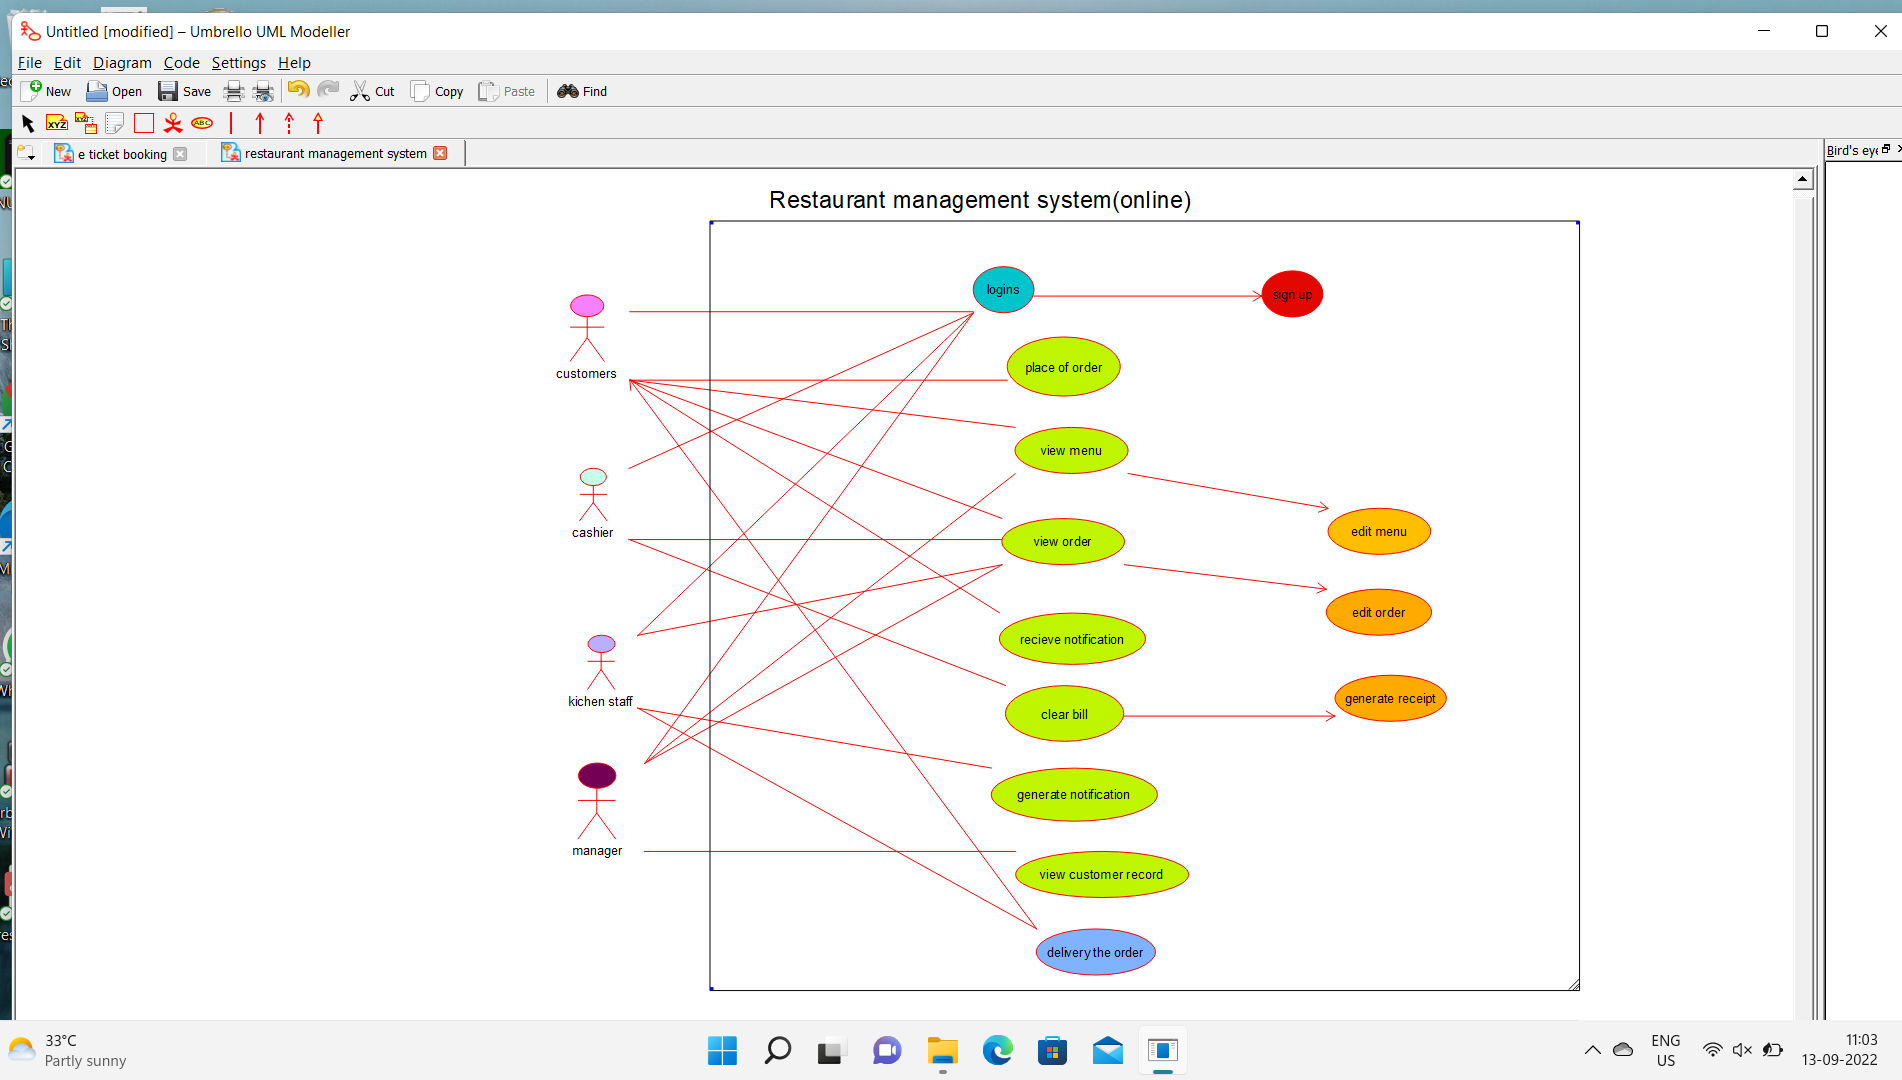 Untitled [modified] – Umbrello UML Modeller
File Edit Diagram Code Settings Help
New Open Save Cut Copy Paste Find
XYZ ABC
e ticket booking restaurant management system
Bird's eye
Restaurant management system(online)
logins
sign up
customers
place of order
view menu
cashier
view order
edit menu
edit order
recieve notification
kichen staff
clear bill
generate receipt
generate notification
manager
view customer record
delivery the order
33°C
Partly sunny
ENG
US
11:03
13-09-2022